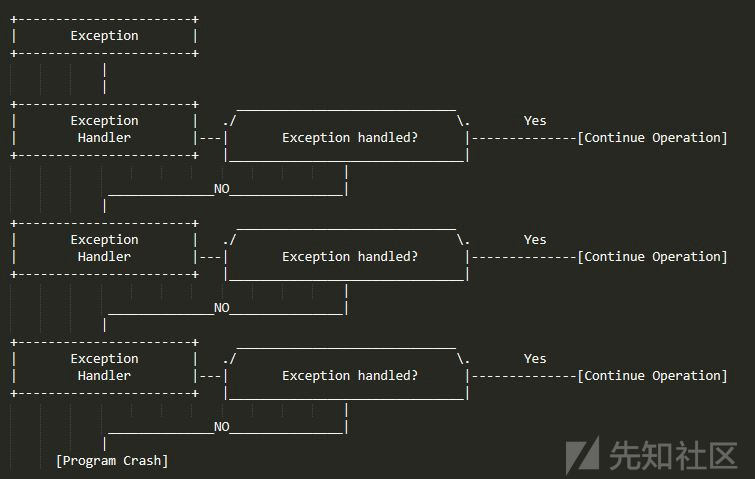 Exception
Exception
Handler
Exception handled?
Yes
[Continue Operation]
NO
Exception
Handler
Exception handled?
Yes
[Continue Operation]
NO
Exception
Handler
Exception handled?
Yes
[Continue Operation]
NO
[Program Crash]
先知社区